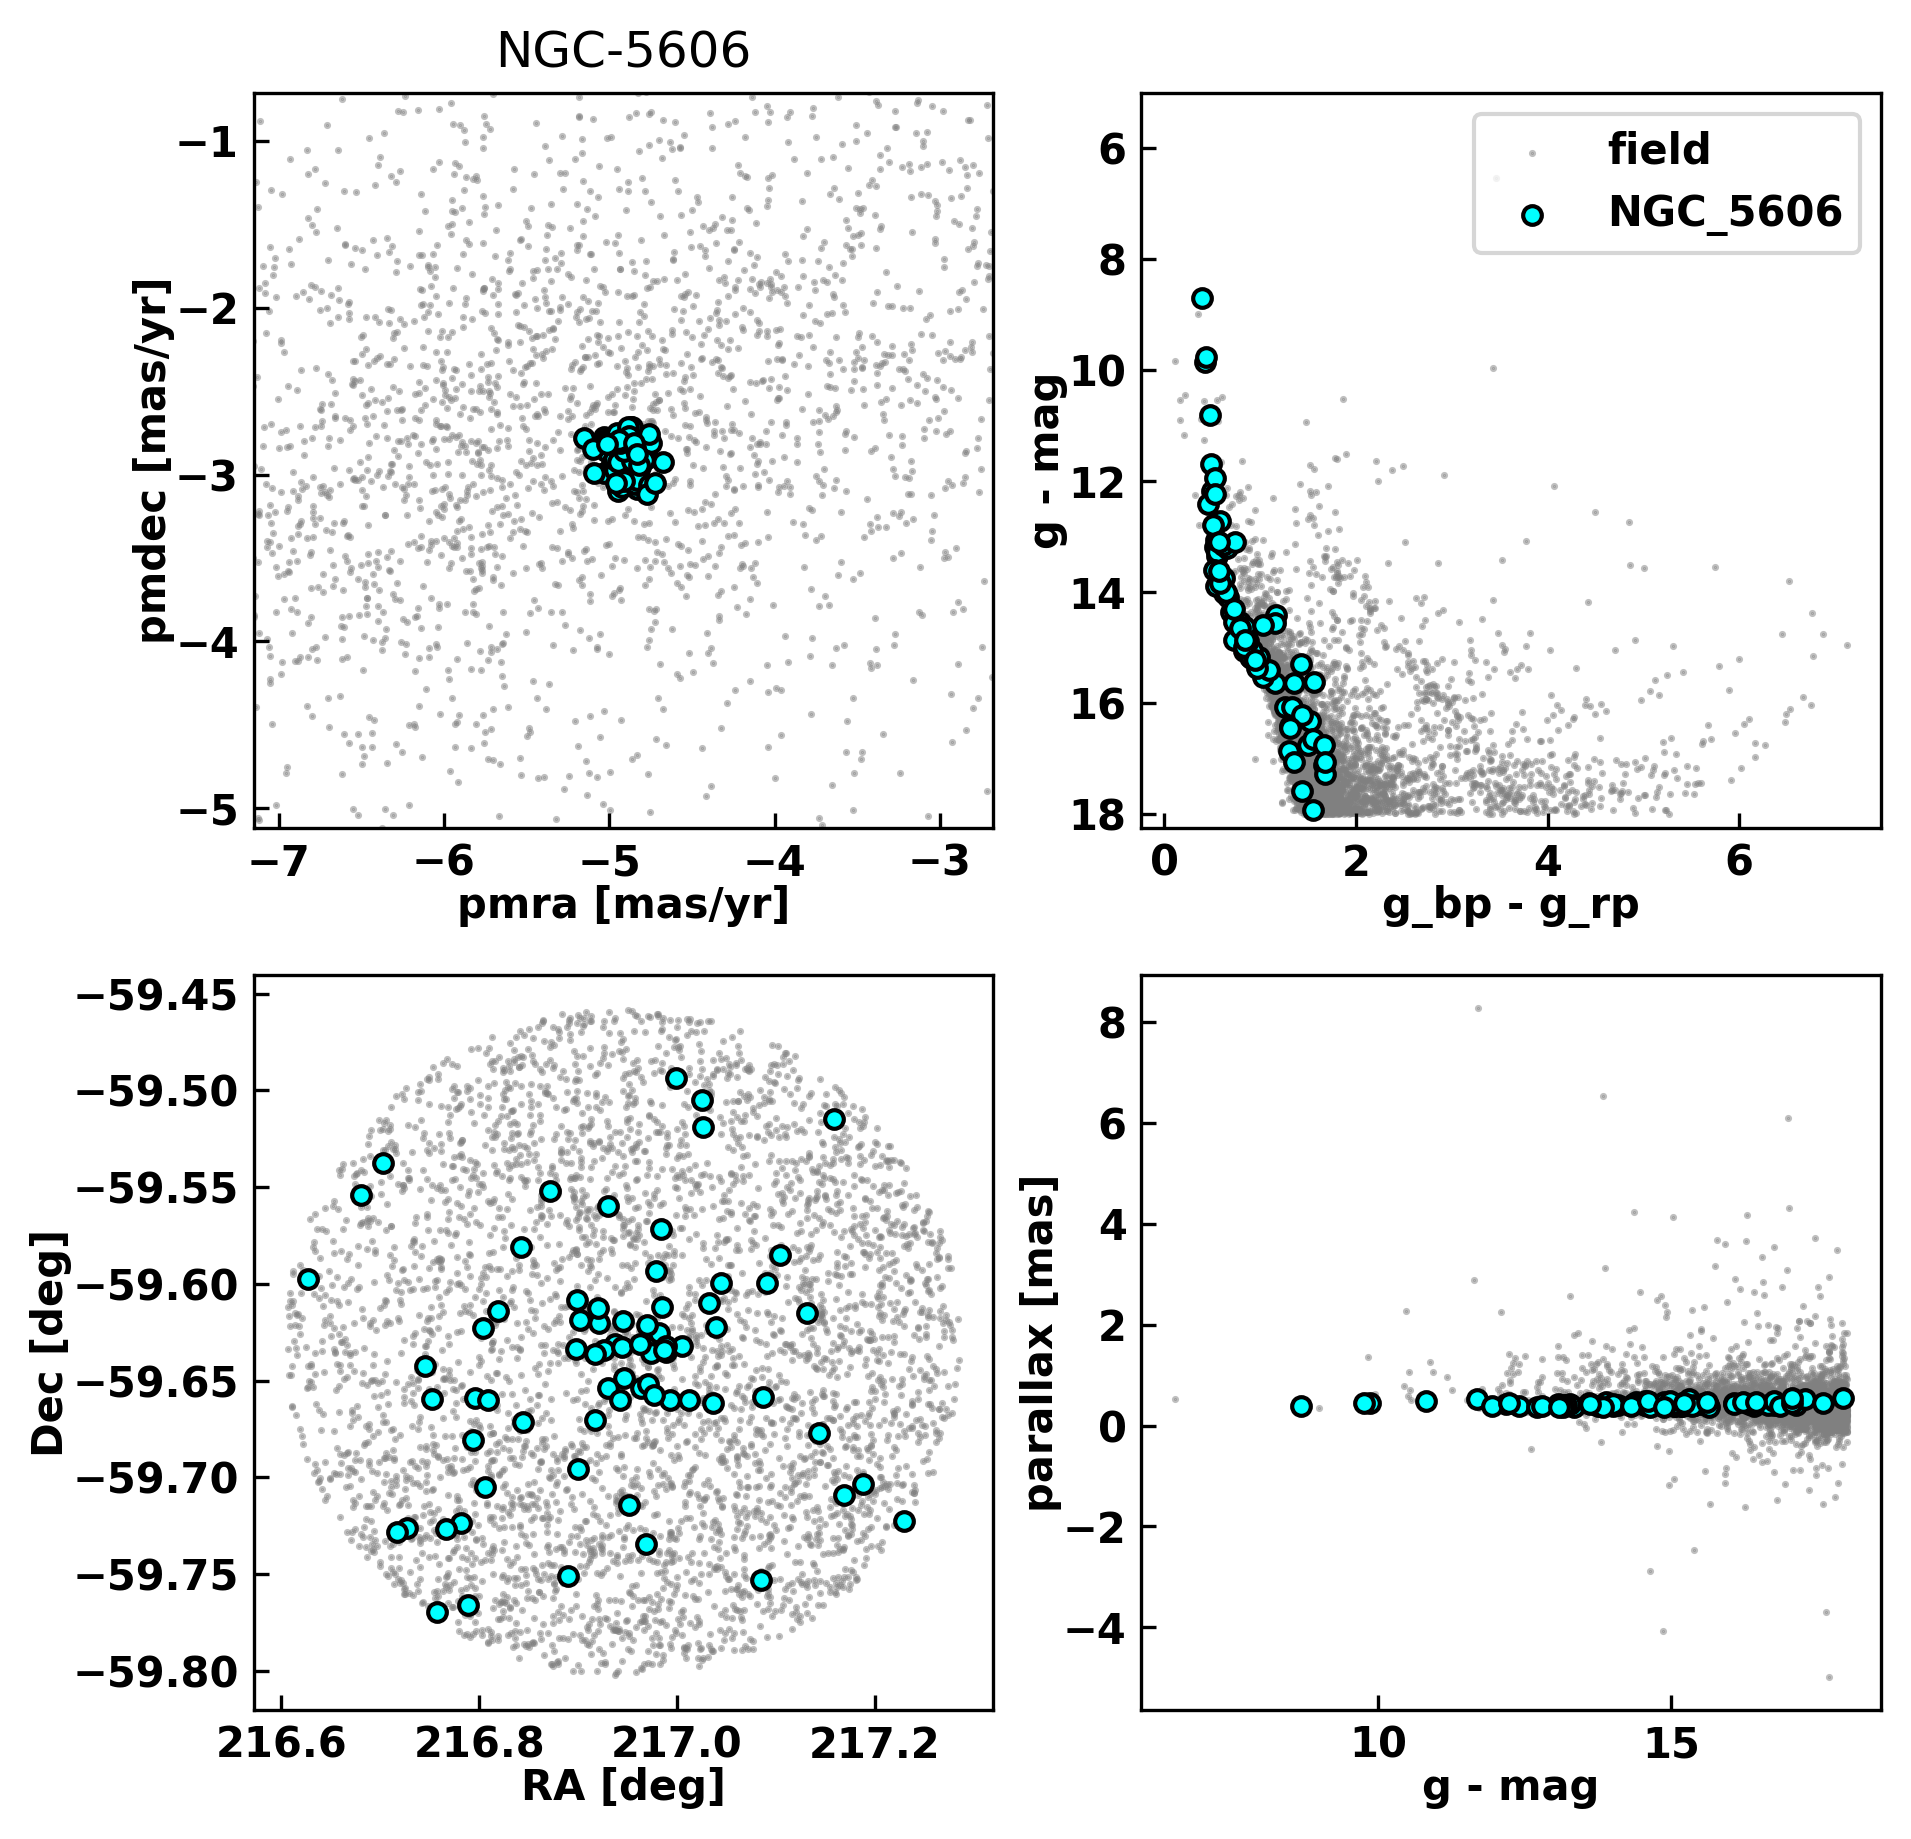 NGC-5606
−1
−2
−3
−4
−5
pmdec [mas/yr]
−7 −6 −5 −4 −3
pmra [mas/yr]
6
8
10
12
14
16
18
g - mag
field
NGC_5606
0 2 4 6
g_bp - g_rp
−59.45
−59.50
−59.55
−59.60
−59.65
−59.70
−59.75
−59.80
Dec [deg]
216.6 216.8 217.0 217.2
RA [deg]
8
6
4
2
0
−2
−4
parallax [mas]
10 15
g - mag